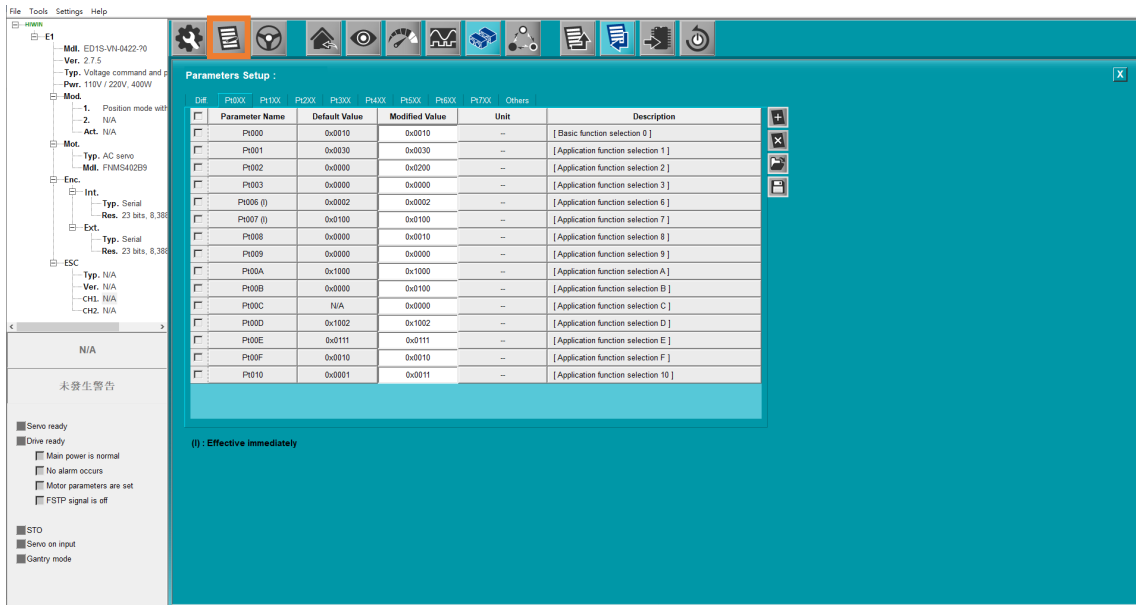 File Tools Settings Help
HIWIN
E1
Mdl. ED1S-VN-0422-?0
Ver. 2.7.5
Typ. Voltage command and p
Pwr. 110V / 220V, 400W
Mod.
1. Position mode with
2. N/A
Act. N/A
Mot.
Typ. AC servo
Mdl. FNMS402B9
Enc.
Int.
Typ. Serial
Res. 23 bits, 8,388
Ext.
Typ. Serial
Res. 23 bits, 8,388
ESC
Typ. N/A
Ver. N/A
CH1. N/A
CH2. N/A
N/A
未發生警告
Servo ready
Drive ready
Main power is normal
No alarm occurs
Motor parameters are set
FSTP signal is off
STO
Servo on input
Gantry mode
Parameters Setup :
X
Diff. Pt0XX Pt1XX Pt2XX Pt3XX Pt4XX Pt5XX Pt6XX Pt7XX Others
Parameter Name Default Value Modified Value Unit Description
Pt000 0x0010 0x0010 -- [ Basic function selection 0 ]
Pt001 0x0030 0x0030 -- [ Application function selection 1 ]
Pt002 0x0000 0x0200 -- [ Application function selection 2 ]
Pt003 0x0000 0x0000 -- [ Application function selection 3 ]
Pt006 (I) 0x0002 0x0002 -- [ Application function selection 6 ]
Pt007 (I) 0x0100 0x0100 -- [ Application function selection 7 ]
Pt008 0x0000 0x0010 -- [ Application function selection 8 ]
Pt009 0x0000 0x0000 -- [ Application function selection 9 ]
Pt00A 0x1000 0x1000 -- [ Application function selection A ]
Pt00B 0x0000 0x0100 -- [ Application function selection B ]
Pt00C N/A 0x0000 -- [ Application function selection C ]
Pt00D 0x1002 0x1002 -- [ Application function selection D ]
Pt00E 0x0111 0x0111 -- [ Application function selection E ]
Pt00F 0x0010 0x0010 -- [ Application function selection F ]
Pt010 0x0001 0x0011 -- [ Application function selection 10 ]
(I) : Effective immediately